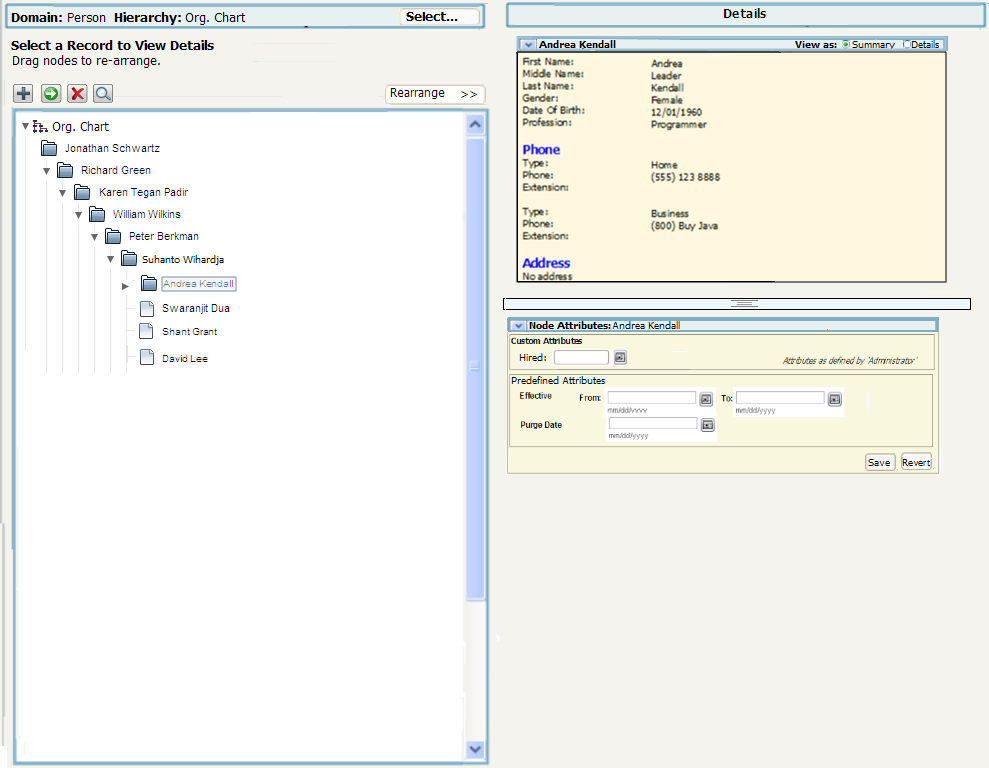 Domain: Person Hierarchy: Org. Chart
Select...
Select a Record to View Details
Drag nodes to re-arrange.
Rearrange >>
Org. Chart
Jonathan Schwartz
Richard Green
Karen Tegan Padir
William Wilkins
Peter Berkman
Suhanto Wihardja
Andrea Kendall
Swaranjit Dua
Shant Grant
David Lee
Details
Andrea Kendall View as: Summary Details
First Name: Andrea
Middle Name: Leader
Last Name: Kendall
Gender: Female
Date Of Birth: 12/01/1960
Profession: Programmer
Phone
Type: Home
Phone: (555) 123 8888
Extension:
Type: Business
Phone: (800) Buy Java
Extension:
Address
No address
Node Attributes: Andrea Kendall
Custom Attributes
Hired:
Attributes as defined by 'Administrator'
Predefined Attributes
Effective From: To:
mm/dd/yyyy mm/dd/yyyy
Purge Date
mm/dd/yyyy
Save Revert